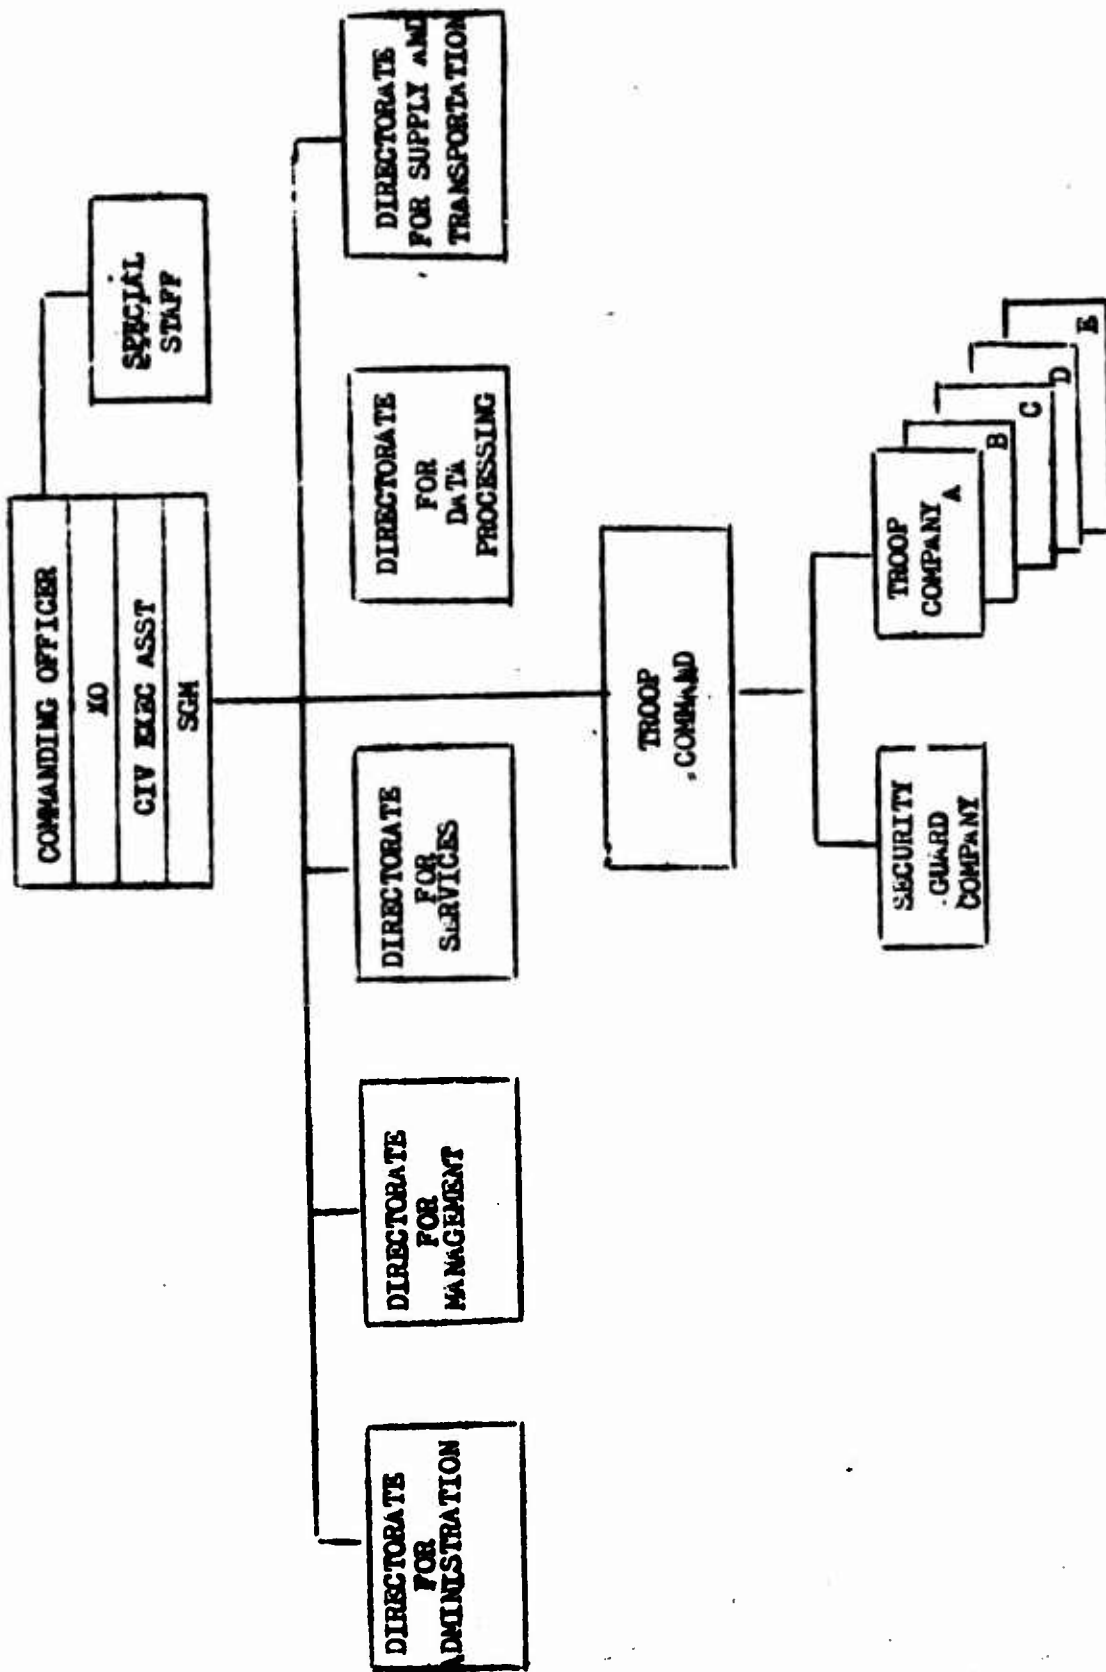 COMMANDING OFFICER
XO
CIV EXEC ASST
SGM
SPECIAL
STAFF
DIRECTORATE
FOR
ADMINISTRATION
DIRECTORATE
FOR
MANAGEMENT
DIRECTORATE
FOR
SERVICES
DIRECTORATE
FOR
DATA
PROCESSING
DIRECTORATE
FOR SUPPLY AND
TRANSPORTATION
TROOP
COMMAND
SECURITY
GUARD
COMPANY
TROOP
COMPANY
A
B
C
D
E